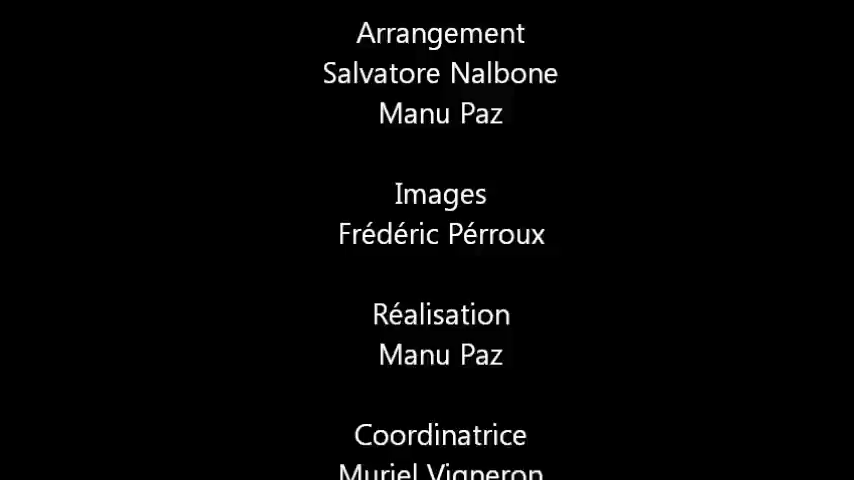 Arrangement
Salvatore Nalbone
Manu Paz
Images
Frédéric Pérroux
Réalisation
Manu Paz
Coordinatrice
Muriel Vigneron